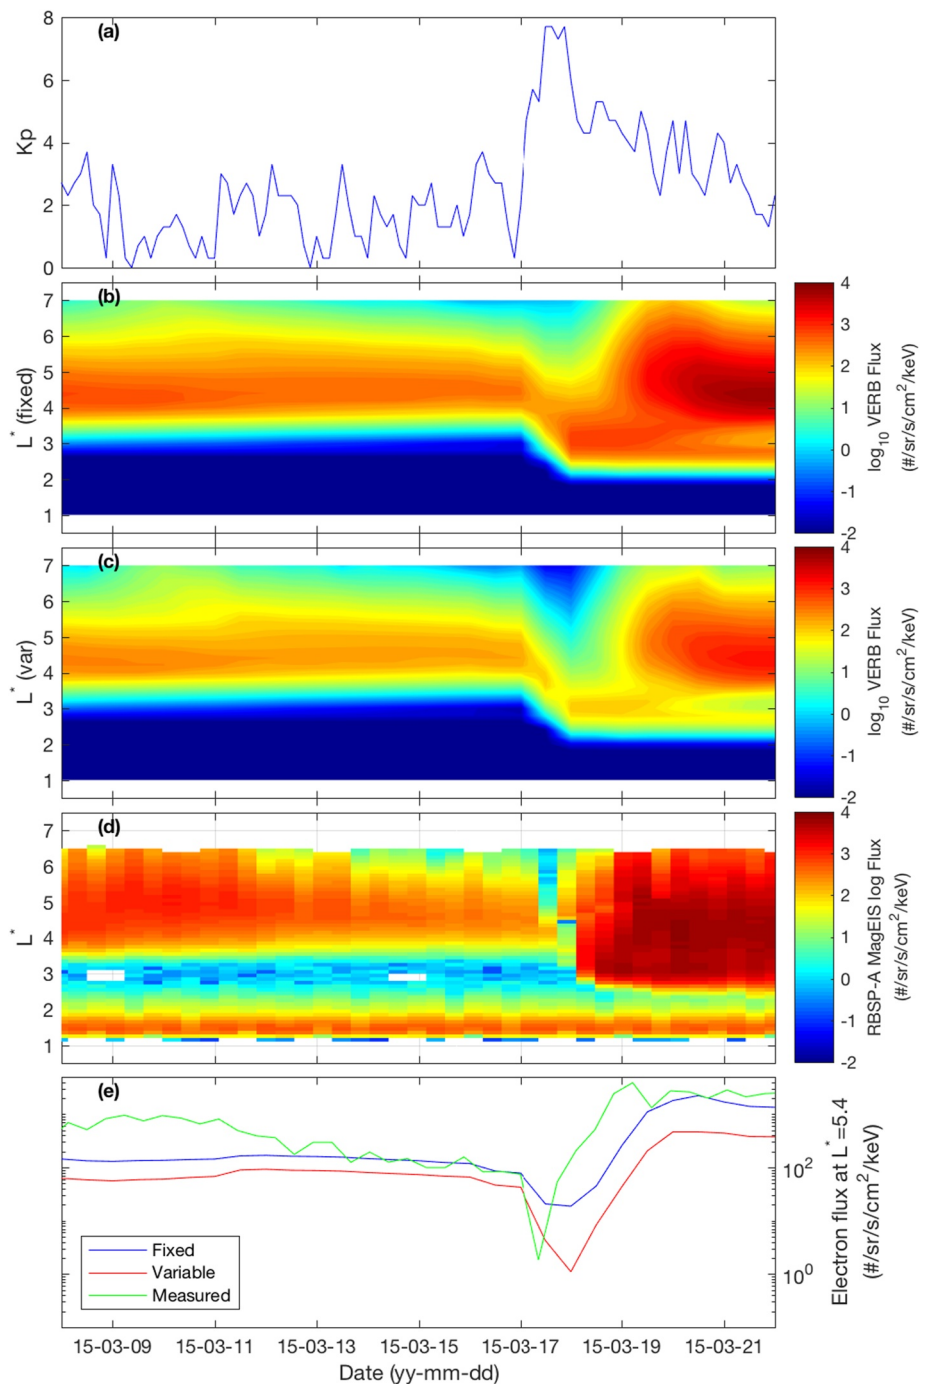 (a)
8
6
4
2
0
Kp
(b)
7
6
5
4
3
2
1
L* (fixed)
4
3
2
1
0
-1
-2
log10 VERB Flux
(#/sr/s/cm2/keV)
(c)
7
6
5
4
3
2
1
L* (var)
4
3
2
1
0
-1
-2
log10 VERB Flux
(#/sr/s/cm2/keV)
(d)
7
6
5
4
3
2
1
L*
4
3
2
1
0
-1
-2
RBSP-A MagEIS log Flux
(#/sr/s/cm2/keV)
(e)
Fixed
Variable
Measured
10^2
10^0
Electron flux at L*=5.4
(#/sr/s/cm2/keV)
15-03-09 15-03-11 15-03-13 15-03-15 15-03-17 15-03-19 15-03-21
Date (yy-mm-dd)